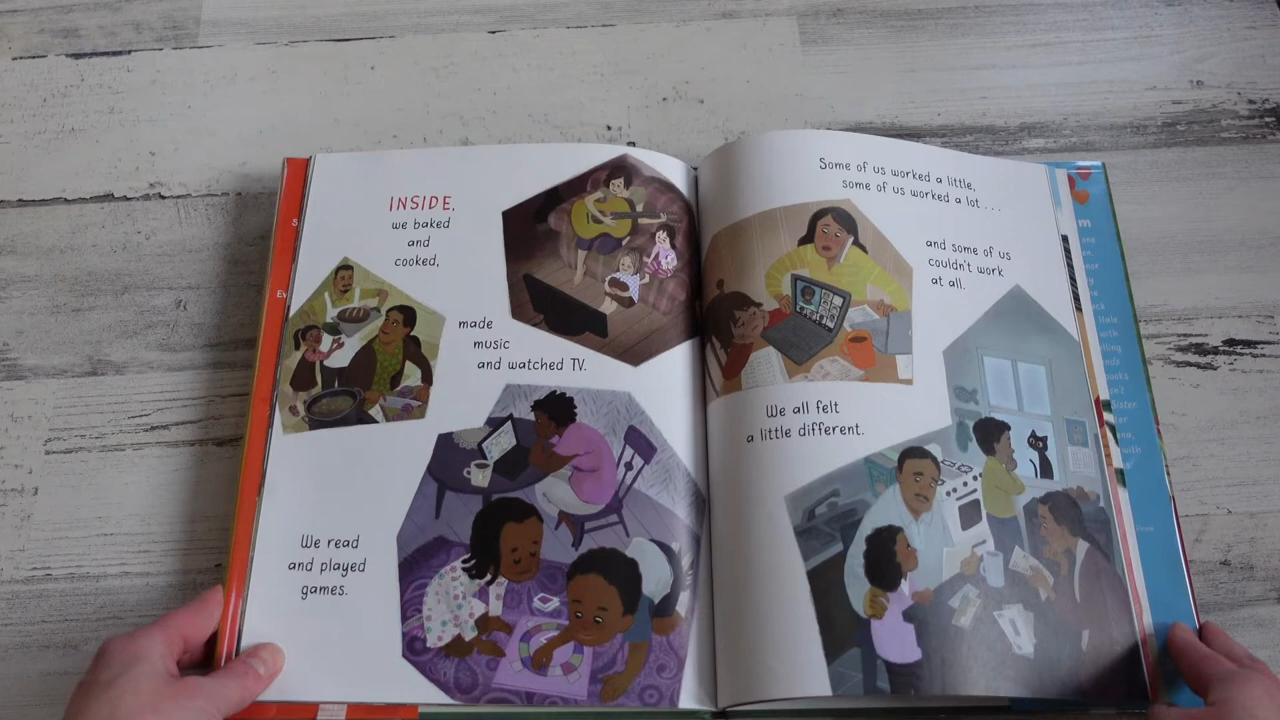 INSIDE,
we baked
and
cooked,
made
music
and watched TV.
We read
and played
games.
Some of us worked a little,
some of us worked a lot . . .
and some of us
couldn't work
at all.
We all felt
a little different.